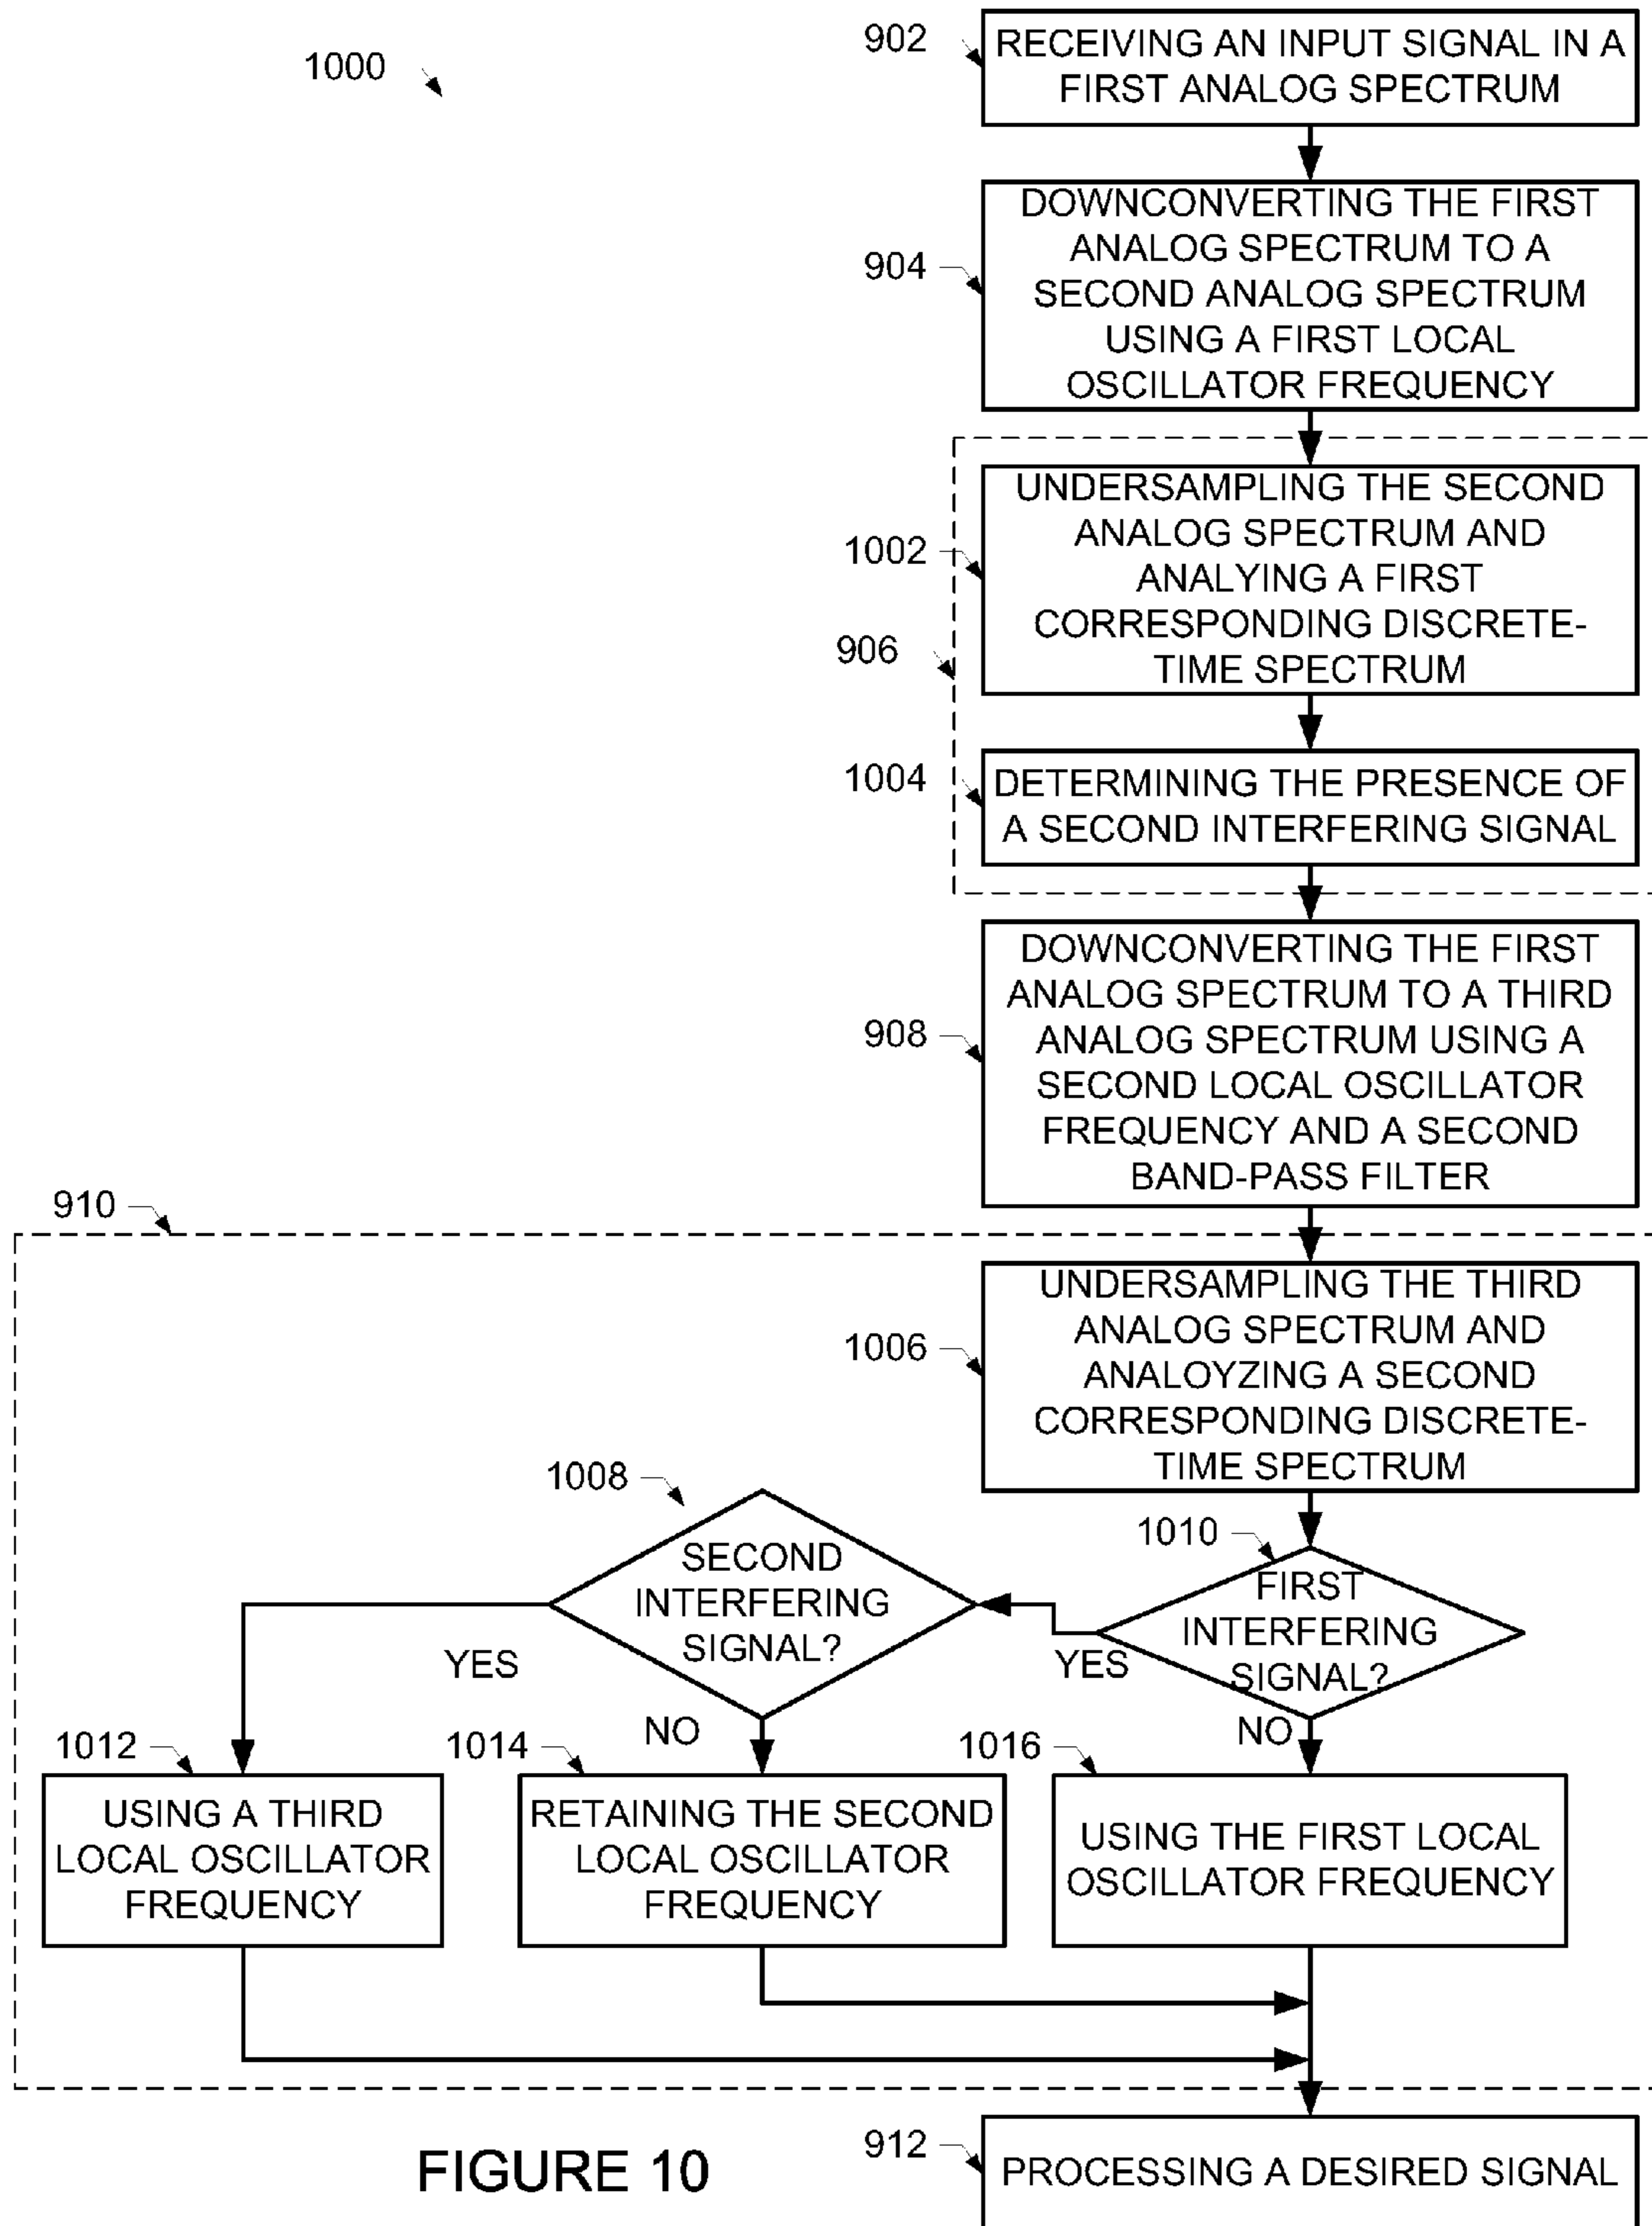 1000
902
RECEIVING AN INPUT SIGNAL IN A
FIRST ANALOG SPECTRUM
904
DOWNCONVERTING THE FIRST
ANALOG SPECTRUM TO A
SECOND ANALOG SPECTRUM
USING A FIRST LOCAL
OSCILLATOR FREQUENCY
906
1002
UNDERSAMPLING THE SECOND
ANALOG SPECTRUM AND
ANALYING A FIRST
CORRESPONDING DISCRETE-
TIME SPECTRUM
1004
DETERMINING THE PRESENCE OF
A SECOND INTERFERING SIGNAL
908
DOWNCONVERTING THE FIRST
ANALOG SPECTRUM TO A THIRD
ANALOG SPECTRUM USING A
SECOND LOCAL OSCILLATOR
FREQUENCY AND A SECOND
BAND-PASS FILTER
910
1006
UNDERSAMPLING THE THIRD
ANALOG SPECTRUM AND
ANALOYZING A SECOND
CORRESPONDING DISCRETE-
TIME SPECTRUM
1010
FIRST
INTERFERING
SIGNAL?
YES
NO
1008
SECOND
INTERFERING
SIGNAL?
YES
NO
1012
USING A THIRD
LOCAL OSCILLATOR
FREQUENCY
1014
RETAINING THE SECOND
LOCAL OSCILLATOR
FREQUENCY
1016
USING THE FIRST LOCAL
OSCILLATOR FREQUENCY
912
PROCESSING A DESIRED SIGNAL
FIGURE 10